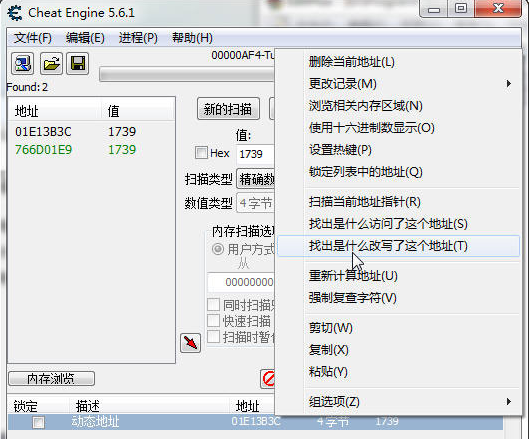 Cheat Engine 5.6.1
文件(F) 编辑(E) 进程(P) 帮助(H)
00000AF4-Tu
Found: 2
地址 值
01E13B3C 1739
766D01E9 1739
新的扫描
值:
Hex 1739
扫描类型 精确数
数值类型 4 字节
内存扫描选项
用户方式
从
00000000
同时扫描只
快速扫描
扫描时暂停
内存浏览
锁定 描述 地址
动态地址 01E13B3C 4 字节 1739
删除当前地址(L)
更改记录(M)
浏览相关内存区域(N)
使用十六进制数显示(O)
设置热键(P)
锁定列表中的地址(Q)
扫描当前地址指针(R)
找出是什么访问了这个地址(S)
找出是什么改写了这个地址(T)
重新计算地址(U)
强制复查字符(V)
剪切(W)
复制(X)
粘贴(Y)
组选项(Z)